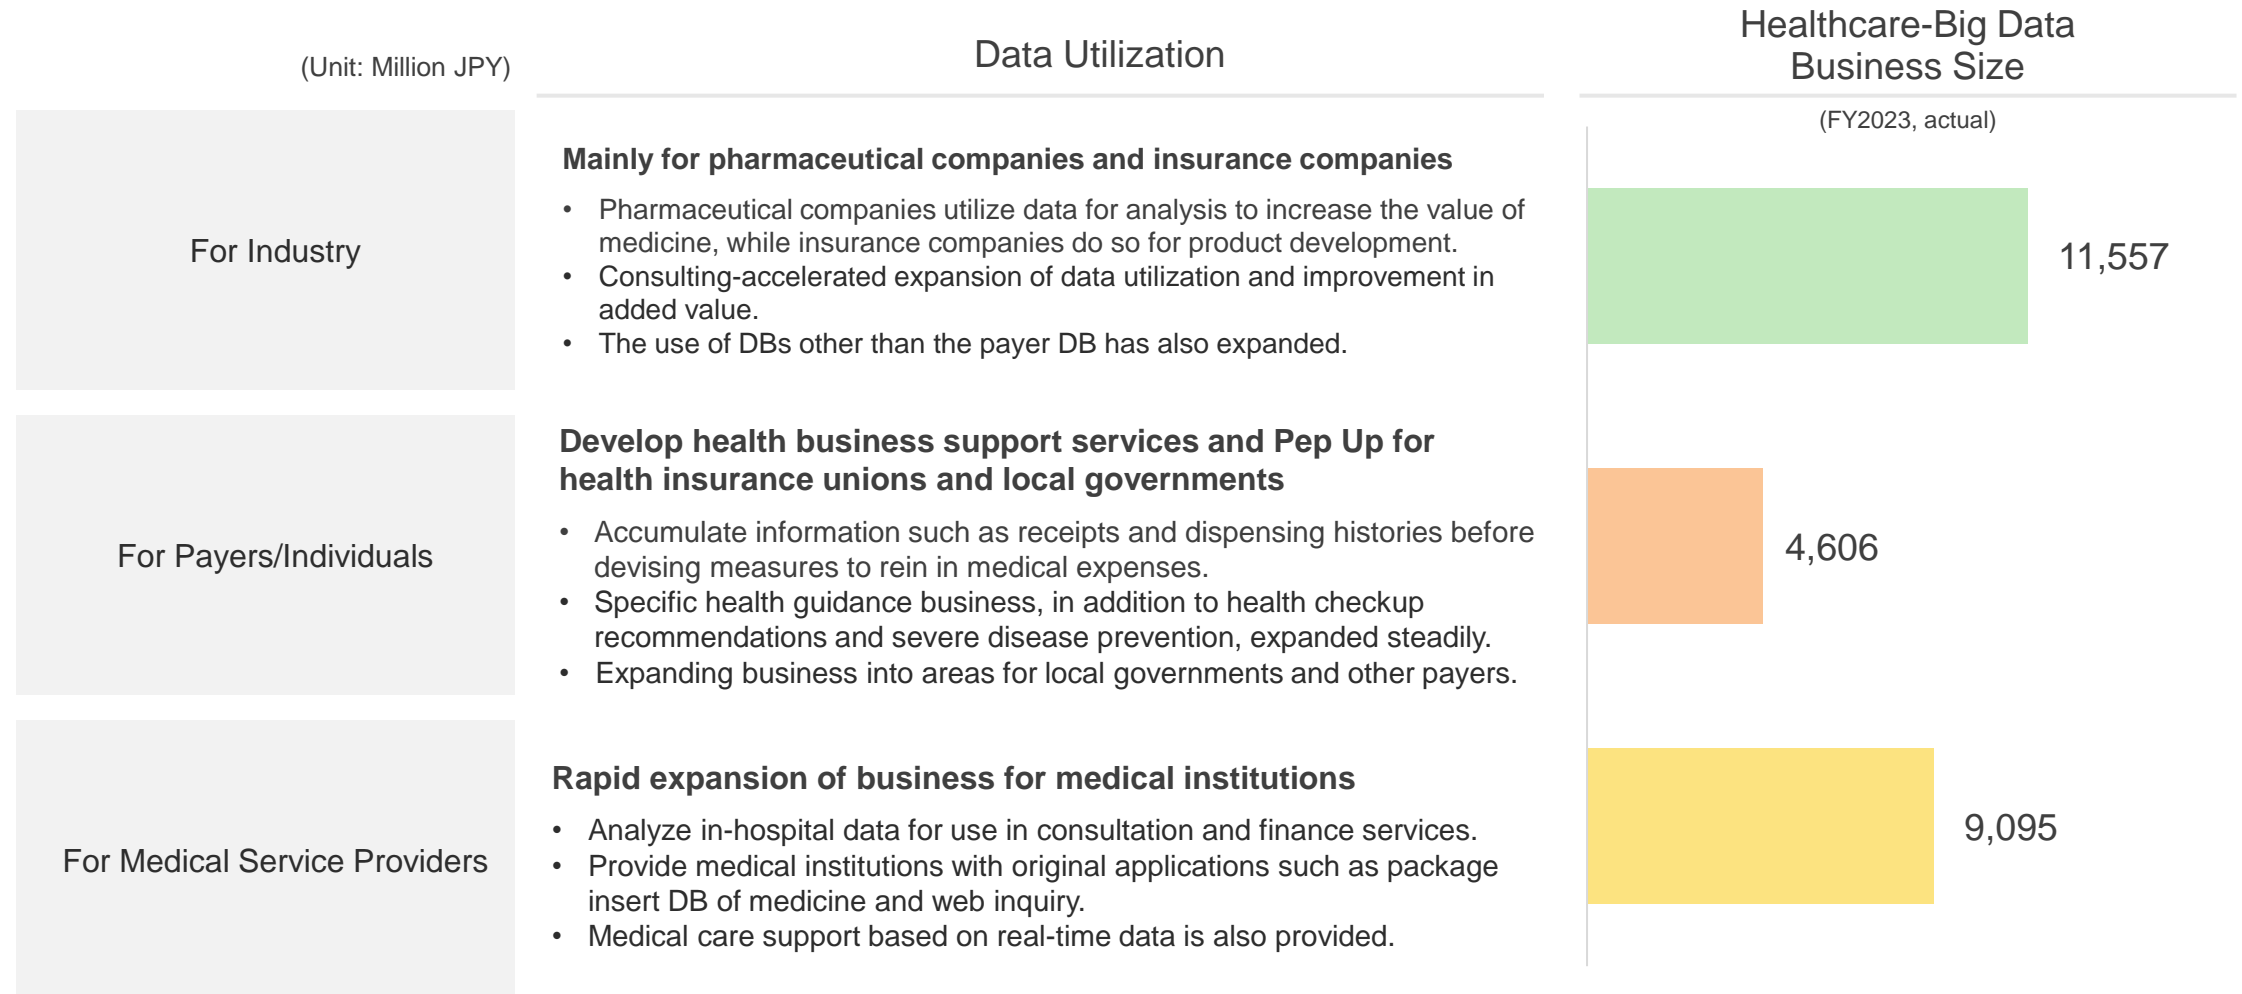 (Unit: Million JPY)
Data Utilization
Healthcare-Big Data
Business Size
(FY2023, actual)
For Industry
Mainly for pharmaceutical companies and insurance companies
• Pharmaceutical companies utilize data for analysis to increase the value of
medicine, while insurance companies do so for product development.
• Consulting-accelerated expansion of data utilization and improvement in
added value.
• The use of DBs other than the payer DB has also expanded.
11,557
For Payers/Individuals
Develop health business support services and Pep Up for
health insurance unions and local governments
• Accumulate information such as receipts and dispensing histories before
devising measures to rein in medical expenses.
• Specific health guidance business, in addition to health checkup
recommendations and severe disease prevention, expanded steadily.
• Expanding business into areas for local governments and other payers.
4,606
For Medical Service Providers
Rapid expansion of business for medical institutions
• Analyze in-hospital data for use in consultation and finance services.
• Provide medical institutions with original applications such as package
insert DB of medicine and web inquiry.
• Medical care support based on real-time data is also provided.
9,095